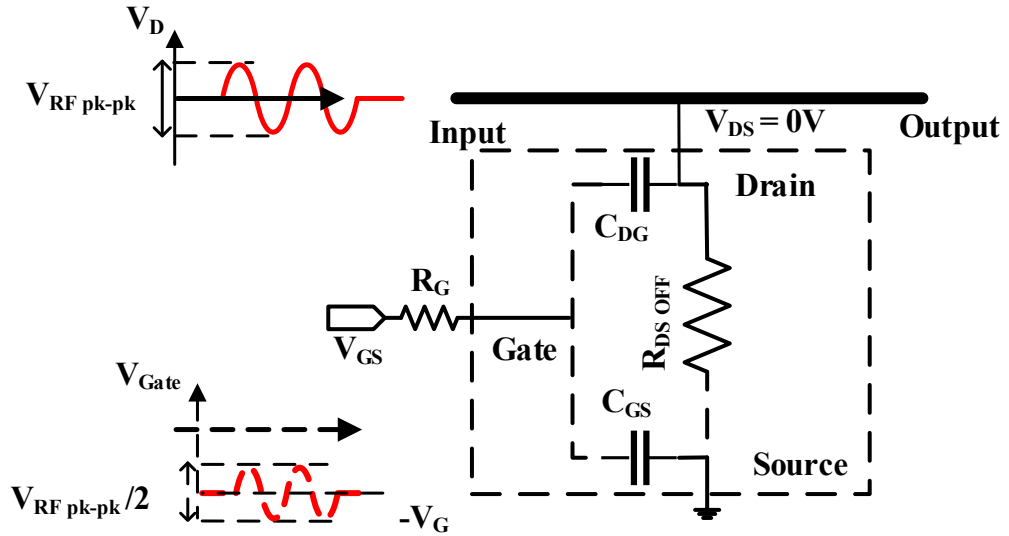 V_D
V_RF pk-pk
Input
V_DS = 0V
Output
Drain
C_DG
R_G
R_DS OFF
V_GS
Gate
V_Gate
C_GS
Source
V_RF pk-pk /2
-V_G